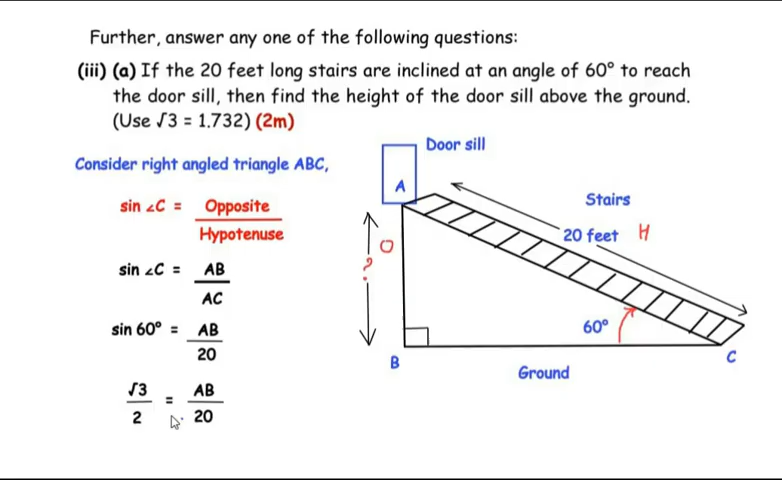 Further, answer any one of the following questions:
(iii) (a) If the 20 feet long stairs are inclined at an angle of 60° to reach
the door sill, then find the height of the door sill above the ground.
(Use √3 = 1.732) (2m)
Door sill
Consider right angled triangle ABC,
A
sin ∠C = Opposite
Hypotenuse
Stairs
20 feet H
O
?
sin ∠C = AB
AC
sin 60° = AB
20
60°
B
C
Ground
√3 = AB
2 20